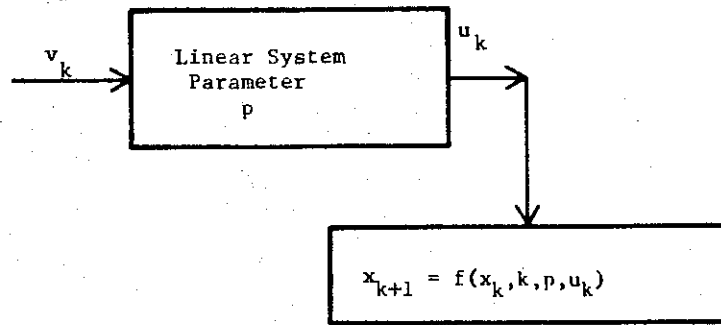 v_k
Linear System
Parameter
p
u_k
x_{k+1} = f(x_k,k,p,u_k)